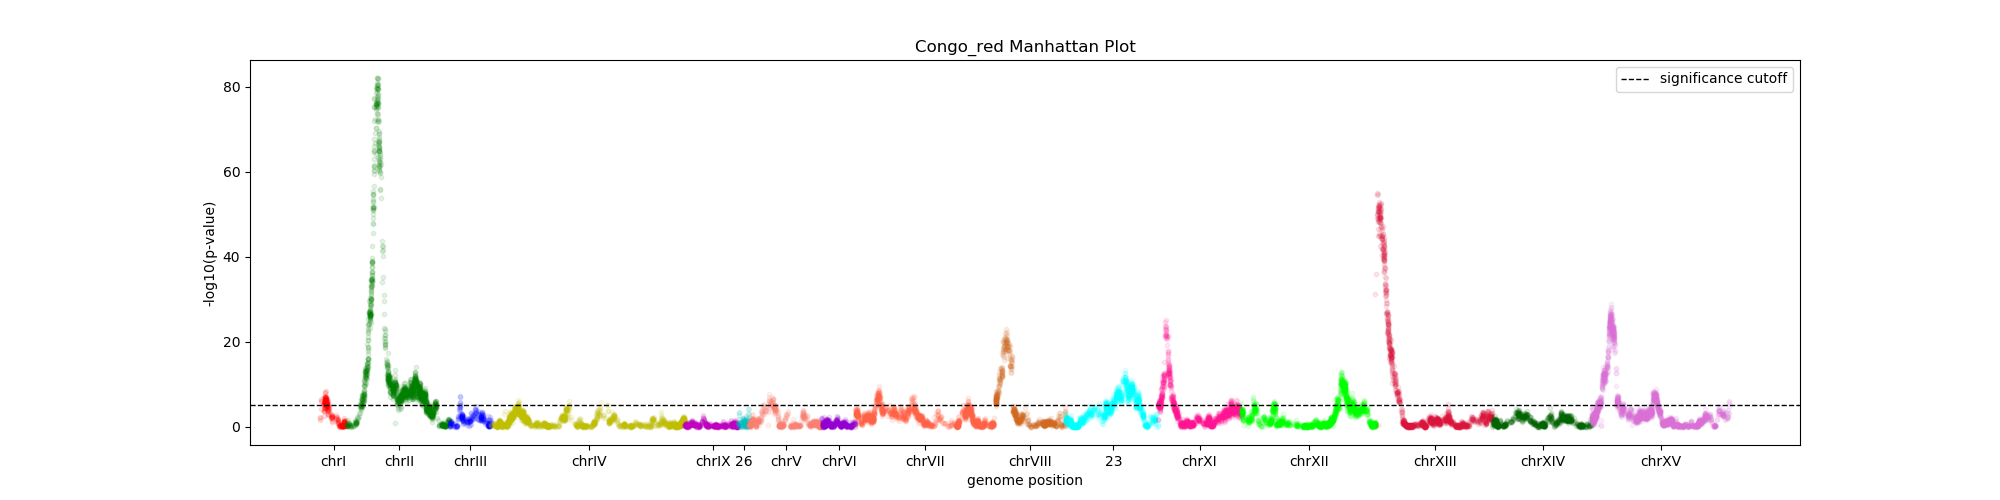 Congo_red Manhattan Plot
significance cutoff
-log10(p-value)
80
60
40
20
0
chrI chrII chrIII chrIV chrIX 26 chrV chrVI chrVII chrVIII 23 chrXI chrXII chrXIII chrXIV chrXV
genome position